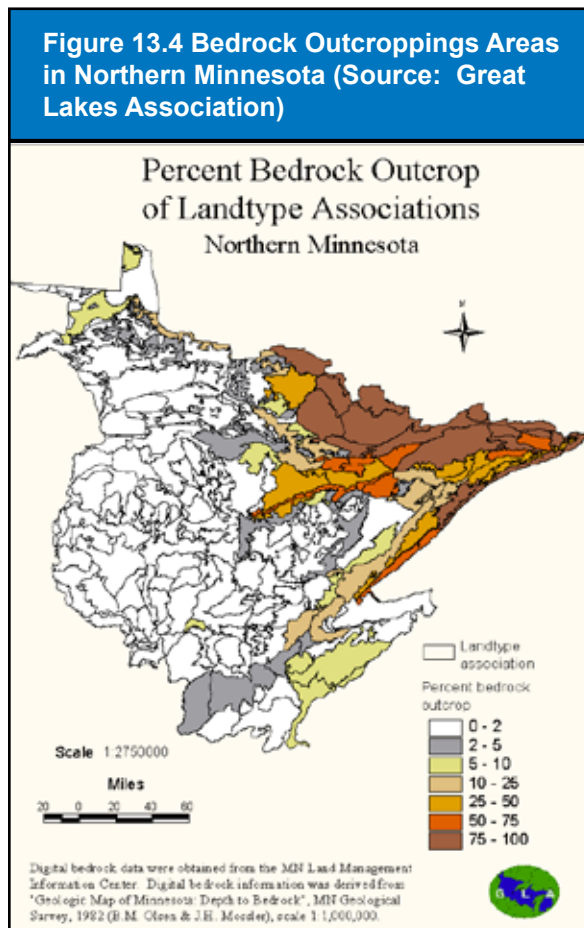 Figure 13.4 Bedrock Outcroppings Areas
in Northern Minnesota (Source: Great
Lakes Association)
Percent Bedrock Outcrop
of Landtype Associations
Northern Minnesota
N
Landtype
association
Percent bedrock
outcrop
0 - 2
2 - 5
5 - 10
10 - 25
25 - 50
50 - 75
75 - 100
Scale 1:2750000
Miles
20 0 20 40 60
Digital bedrock data were obtained from the MN Land Management
Information Center. Digital bedrock information was derived from
"Geologic Map of Minnesota: Depth to Bedrock", MN Geological
Survey, 1982 (B.M. Olsen & J.H. Mossler), scale 1:1,000,000.
G L A